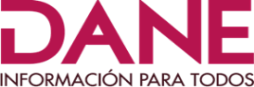 DANE
INFORMACIÓN PARA TODOS